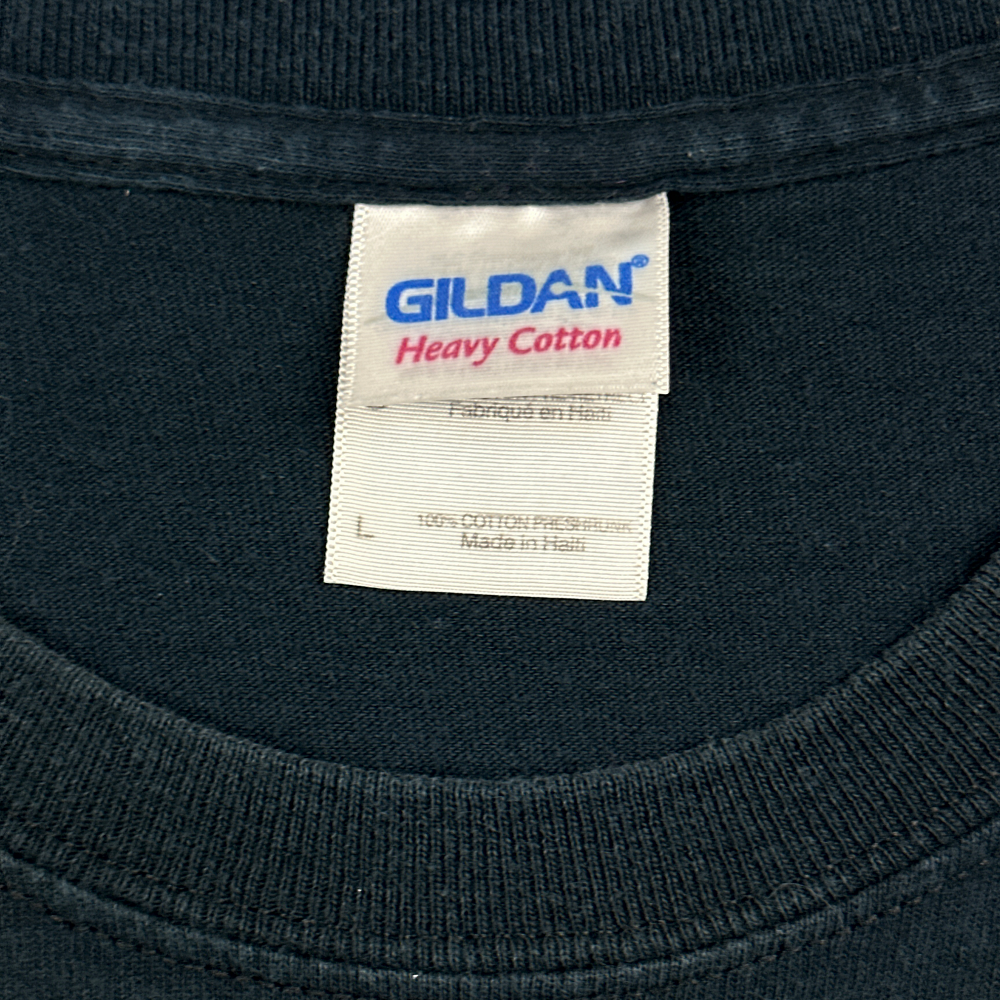 GILDAN®
Heavy Cotton
Fabriqué en Haiti
L
100% COTTON PRESHRUNK
Made in Haiti